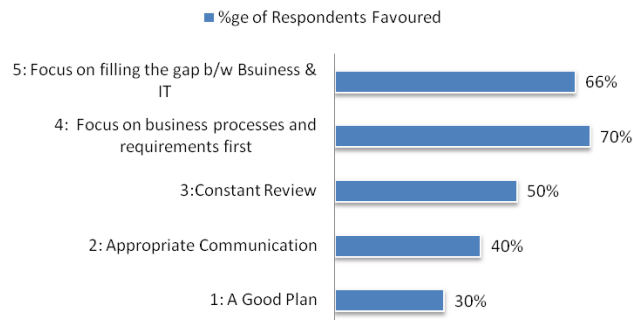 %ge of Respondents Favoured
5: Focus on filling the gap b/w Bsuiness &
IT
66%
4: Focus on business processes and
requirements first
70%
3:Constant Review
50%
2: Appropriate Communication
40%
1: A Good Plan
30%